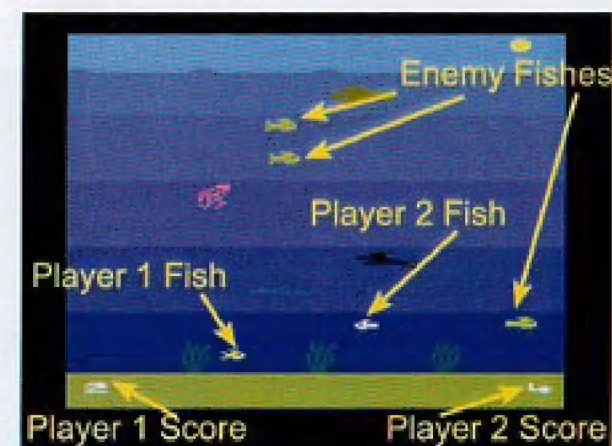 Enemy Fishes
Player 2 Fish
Player 1 Fish
Player 1 Score
Player 2 Score